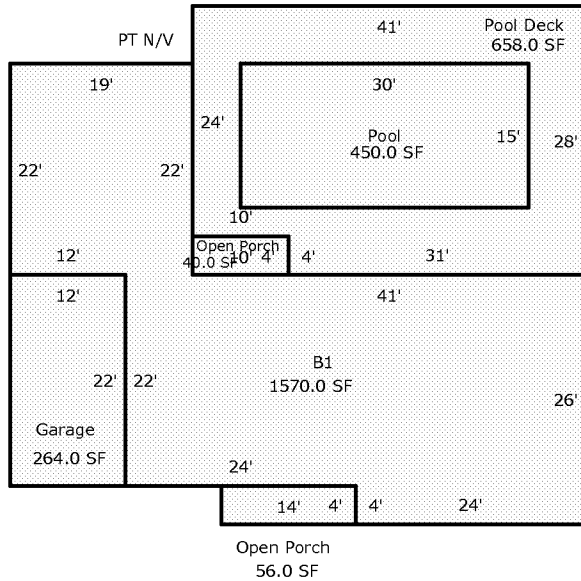 41'
Pool Deck
658.0 SF
PT N/V
19'
30'
24'
Pool
450.0 SF
15'
28'
22'
22'
10'
Open Porch
40.0 SF
10'
4'
4'
31'
12'
12'
41'
B1
1570.0 SF
22'
22'
26'
Garage
264.0 SF
24'
14'
4'
4'
24'
Open Porch
56.0 SF